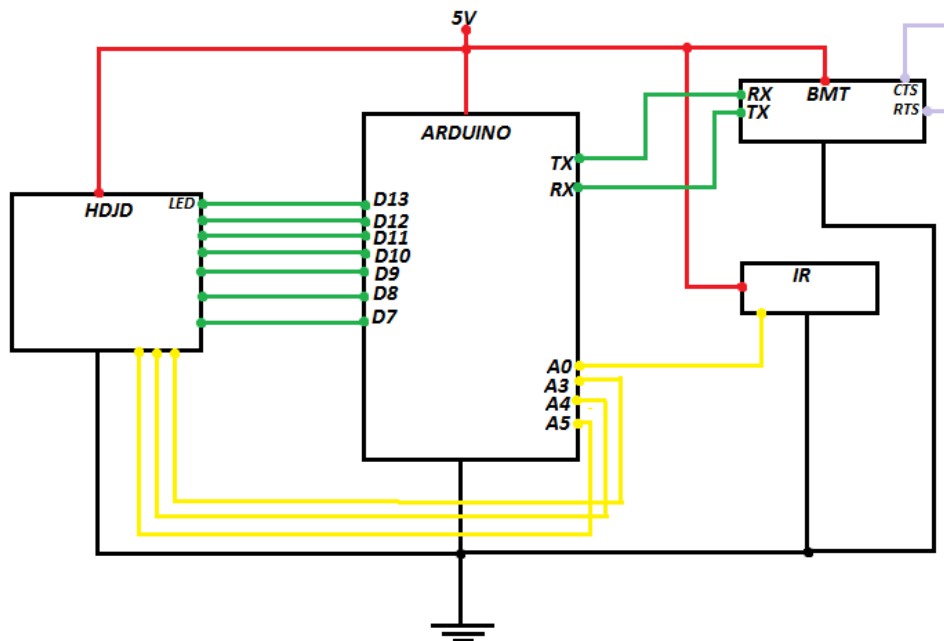 5V
ARDUINO
TX
RX
D13
D12
D11
D10
D9
D8
D7
A0
A3
A4
A5
HDJD
LED
RX
TX
BMT
CTS
RTS
IR